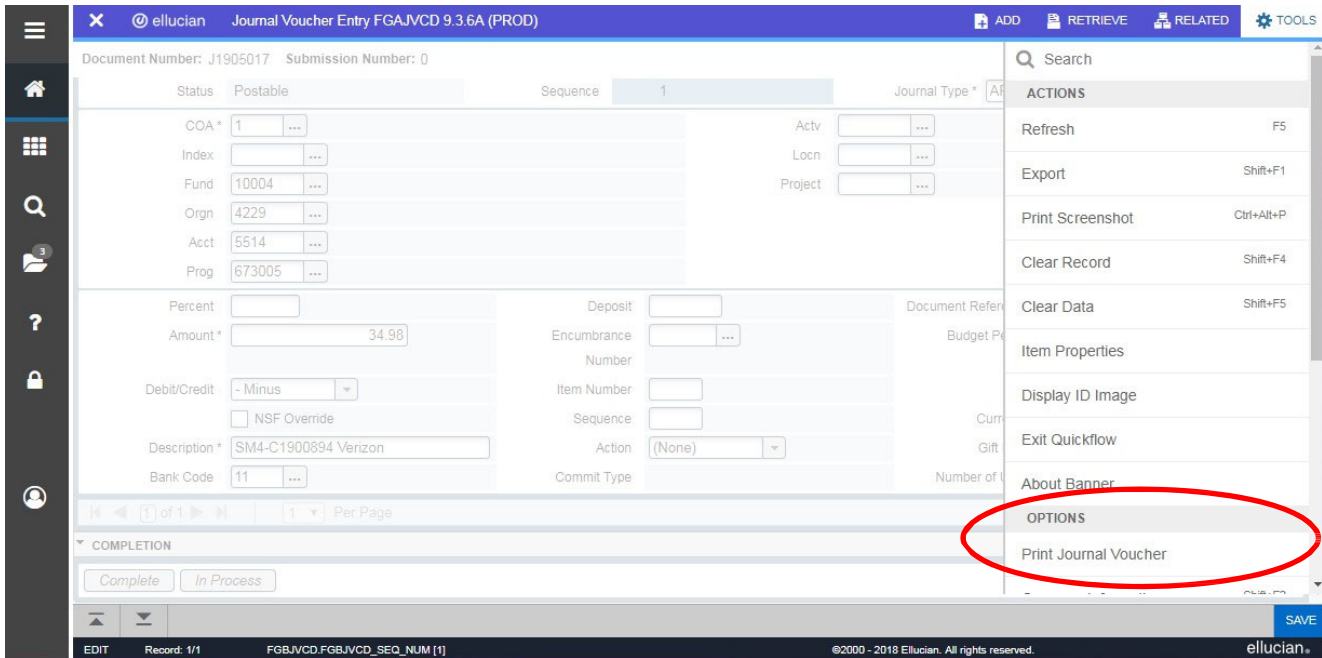 ellucian Journal Voucher Entry FGAJVCD 9.3.6A (PROD) ADD RETRIEVE RELATED TOOLS
Document Number: J1905017 Submission Number: 0
Search
Status Postable Sequence 1 Journal Type *
ACTIONS
COA * 1 ... Actv ...
Refresh F5
Index ... Locn ...
Fund 10004 ... Project ...
Export Shift+F1
Orgn 4229 ...
Print Screenshot Ctrl+Alt+P
Acct 5514 ...
3
Clear Record Shift+F4
Prog 673005 ...
Percent Deposit Document
Clear Data Shift+F5
Amount * 34.98 Encumbrance ... Budget
Number
Item Properties
Debit/Credit - Minus Item Number
Display ID Image
NSF Override Sequence
Description * SM4-C1900894 Verizon Action (None) Gift
Exit Quickflow
Bank Code 11 ... Commit Type Number of
About Banner
1 of 1 1 Per Page
OPTIONS
COMPLETION
Print Journal Voucher
Complete In Process
SAVE
EDIT Record: 1/1 FGBJVCD.FGBJVCD_SEQ_NUM [1] ©2000 - 2018 Ellucian. All rights reserved. ellucian.